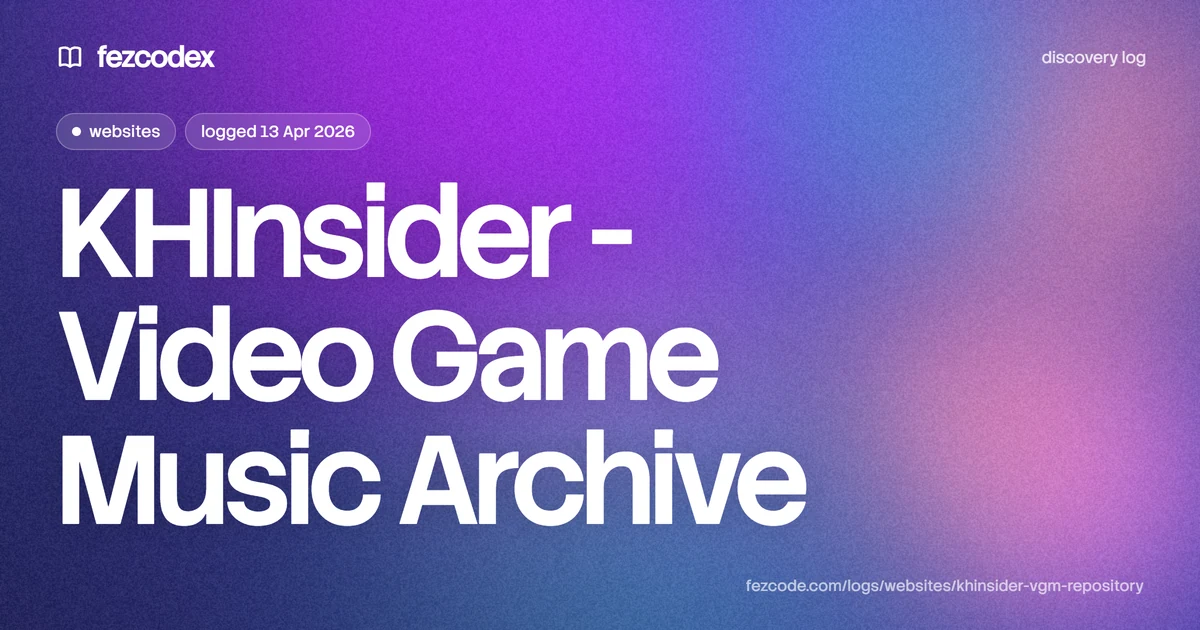 fezcodex
discovery log
websites
logged 13 Apr 2026
KHInsider -
Video Game
Music Archive
fezcode.com/logs/websites/khinsider-vgm-repository